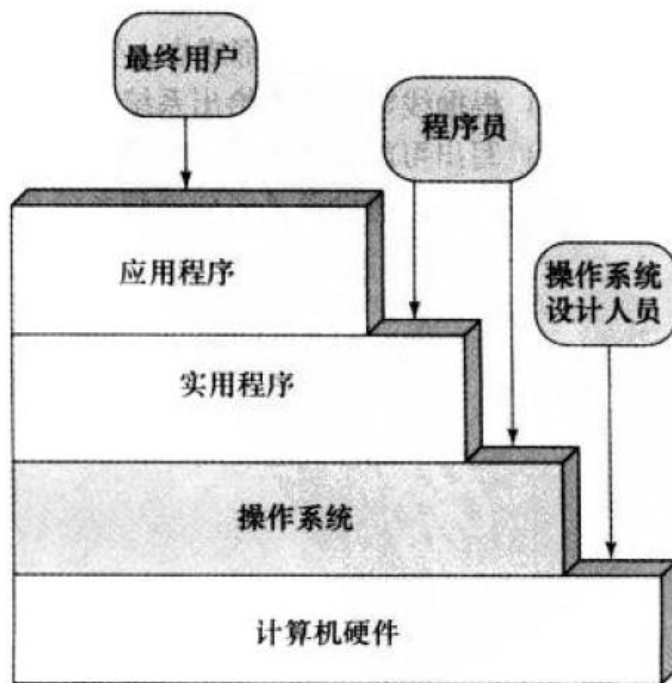 最终用户
程序员
操作系统
设计人员
应用程序
实用程序
操作系统
计算机硬件